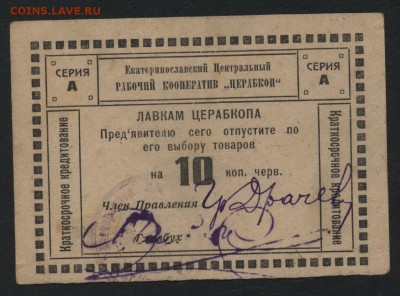 COINS.LAVE.RU
СЕРИЯ
А
Екатеринославский Центральный
РАБОЧИЙ КООПЕРАТИВ „ЦЕРАБКОП"
СЕРИЯ
А
Краткосрочное кредитование
ЛАВКАМ ЦЕРАБКОПА
Пред'явителю сего отпустите по
его выбору товаров
на 10 коп. черв.
Член Правления
Главбух
Краткосрочное кредитование